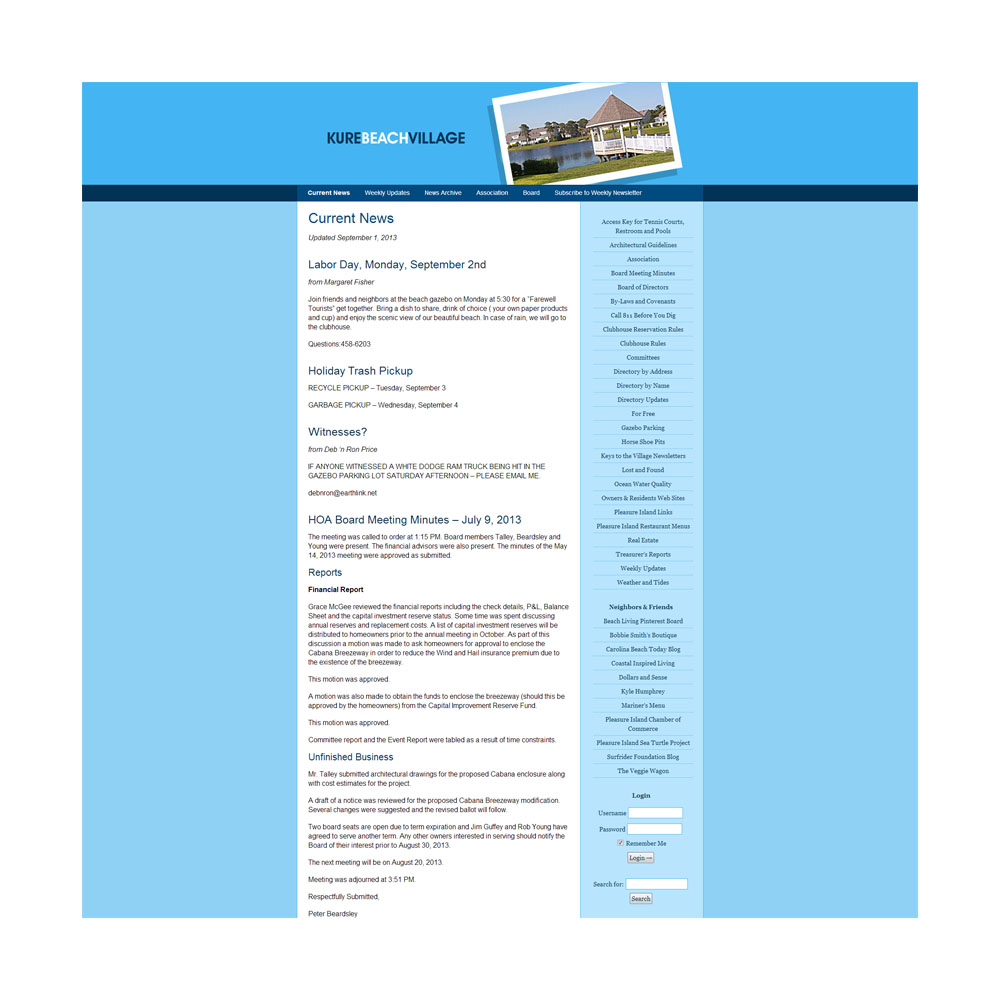 KUREBEACHVILLAGE
Current News
Weekly Updates
News Archive
Association
Board
Subscribe to Weekly Newsletter
Current News
Updated September 1, 2013
Labor Day, Monday, September 2nd
from Margaret Fisher
Join friends and neighbors at the beach gazebo on Monday at 5:30 for a "Farewell
Tourists" get together. Bring a dish to share, drink of choice ( your own paper products
and cup) and enjoy the scenic view of our beautiful beach. In case of rain, we will go to
the clubhouse.
Questions:458-6203
Holiday Trash Pickup
RECYCLE PICKUP – Tuesday, September 3
GARBAGE PICKUP – Wednesday, September 4
Witnesses?
from Deb 'n Ron Price
IF ANYONE WITNESSED A WHITE DODGE RAM TRUCK BEING HIT IN THE
GAZEBO PARKING LOT SATURDAY AFTERNOON – PLEASE EMAIL ME.
debnron@earthlink.net
HOA Board Meeting Minutes – July 9, 2013
The meeting was called to order at 1:15 PM. Board members Talley, Beardsley and
Young were present. The financial advisors were also present. The minutes of the May
14, 2013 meeting were approved as submitted.
Reports
Financial Report
Grace McGee reviewed the financial reports including the check details, P&L, Balance
Sheet and the capital investment reserve status. Some time was spent discussing
annual reserves and replacement costs. A list of capital investment reserves will be
distributed to homeowners prior to the annual meeting in October. As part of this
discussion a motion was made to ask homeowners for approval to enclose the
Cabana Breezeway in order to reduce the Wind and Hail insurance premium due to
the existence of the breezeway.
This motion was approved.
A motion was also made to obtain the funds to enclose the breezeway (should this be
approved by the homeowners) from the Capital Improvement Reserve Fund.
This motion was approved.
Committee report and the Event Report were tabled as a result of time constraints.
Unfinished Business
Mr. Talley submitted architectural drawings for the proposed Cabana enclosure along
with cost estimates for the project.
A draft of a notice was reviewed for the proposed Cabana Breezeway modification.
Several changes were suggested and the revised ballot will follow.
Two board seats are open due to term expiration and Jim Guffey and Rob Young have
agreed to serve another term. Any other owners interested in serving should notify the
Board of their interest prior to August 30, 2013.
The next meeting will be on August 20, 2013.
Meeting was adjourned at 3:51 PM.
Respectfully Submitted,
Peter Beardsley
Access Key for Tennis Courts,
Restroom and Pools
Architectural Guidelines
Association
Board Meeting Minutes
Board of Directors
By-Laws and Covenants
Call 811 Before You Dig
Clubhouse Reservation Rules
Clubhouse Rules
Committees
Directory by Address
Directory by Name
Directory Updates
For Free
Gazebo Parking
Horse Shoe Pits
Keys to the Village Newsletters
Lost and Found
Ocean Water Quality
Owners & Residents Web Sites
Pleasure Island Links
Pleasure Island Restaurant Menus
Real Estate
Treasurer's Reports
Weekly Updates
Weather and Tides
Neighbors & Friends
Beach Living Pinterest Board
Bobbie Smith's Boutique
Carolina Beach Today Blog
Coastal Inspired Living
Dollars and Sense
Kyle Humphrey
Mariner's Menu
Pleasure Island Chamber of
Commerce
Pleasure Island Sea Turtle Project
Surfrider Foundation Blog
The Veggie Wagon
Login
Username
Password
Remember Me
Login →
Search for:
Search